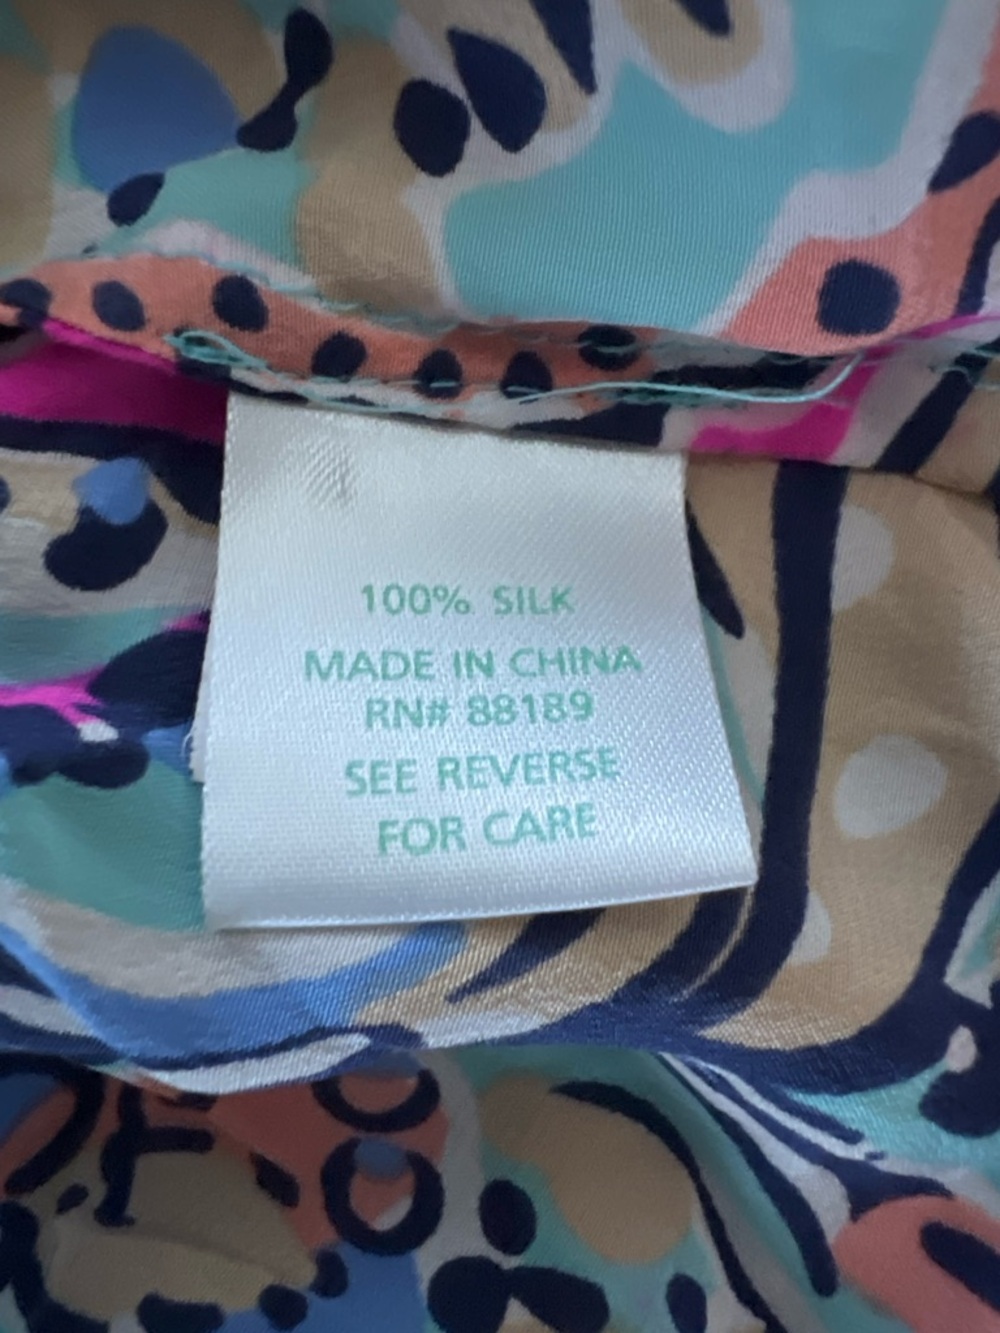 100% SILK
MADE IN CHINA
RN# 88189
SEE REVERSE
FOR CARE